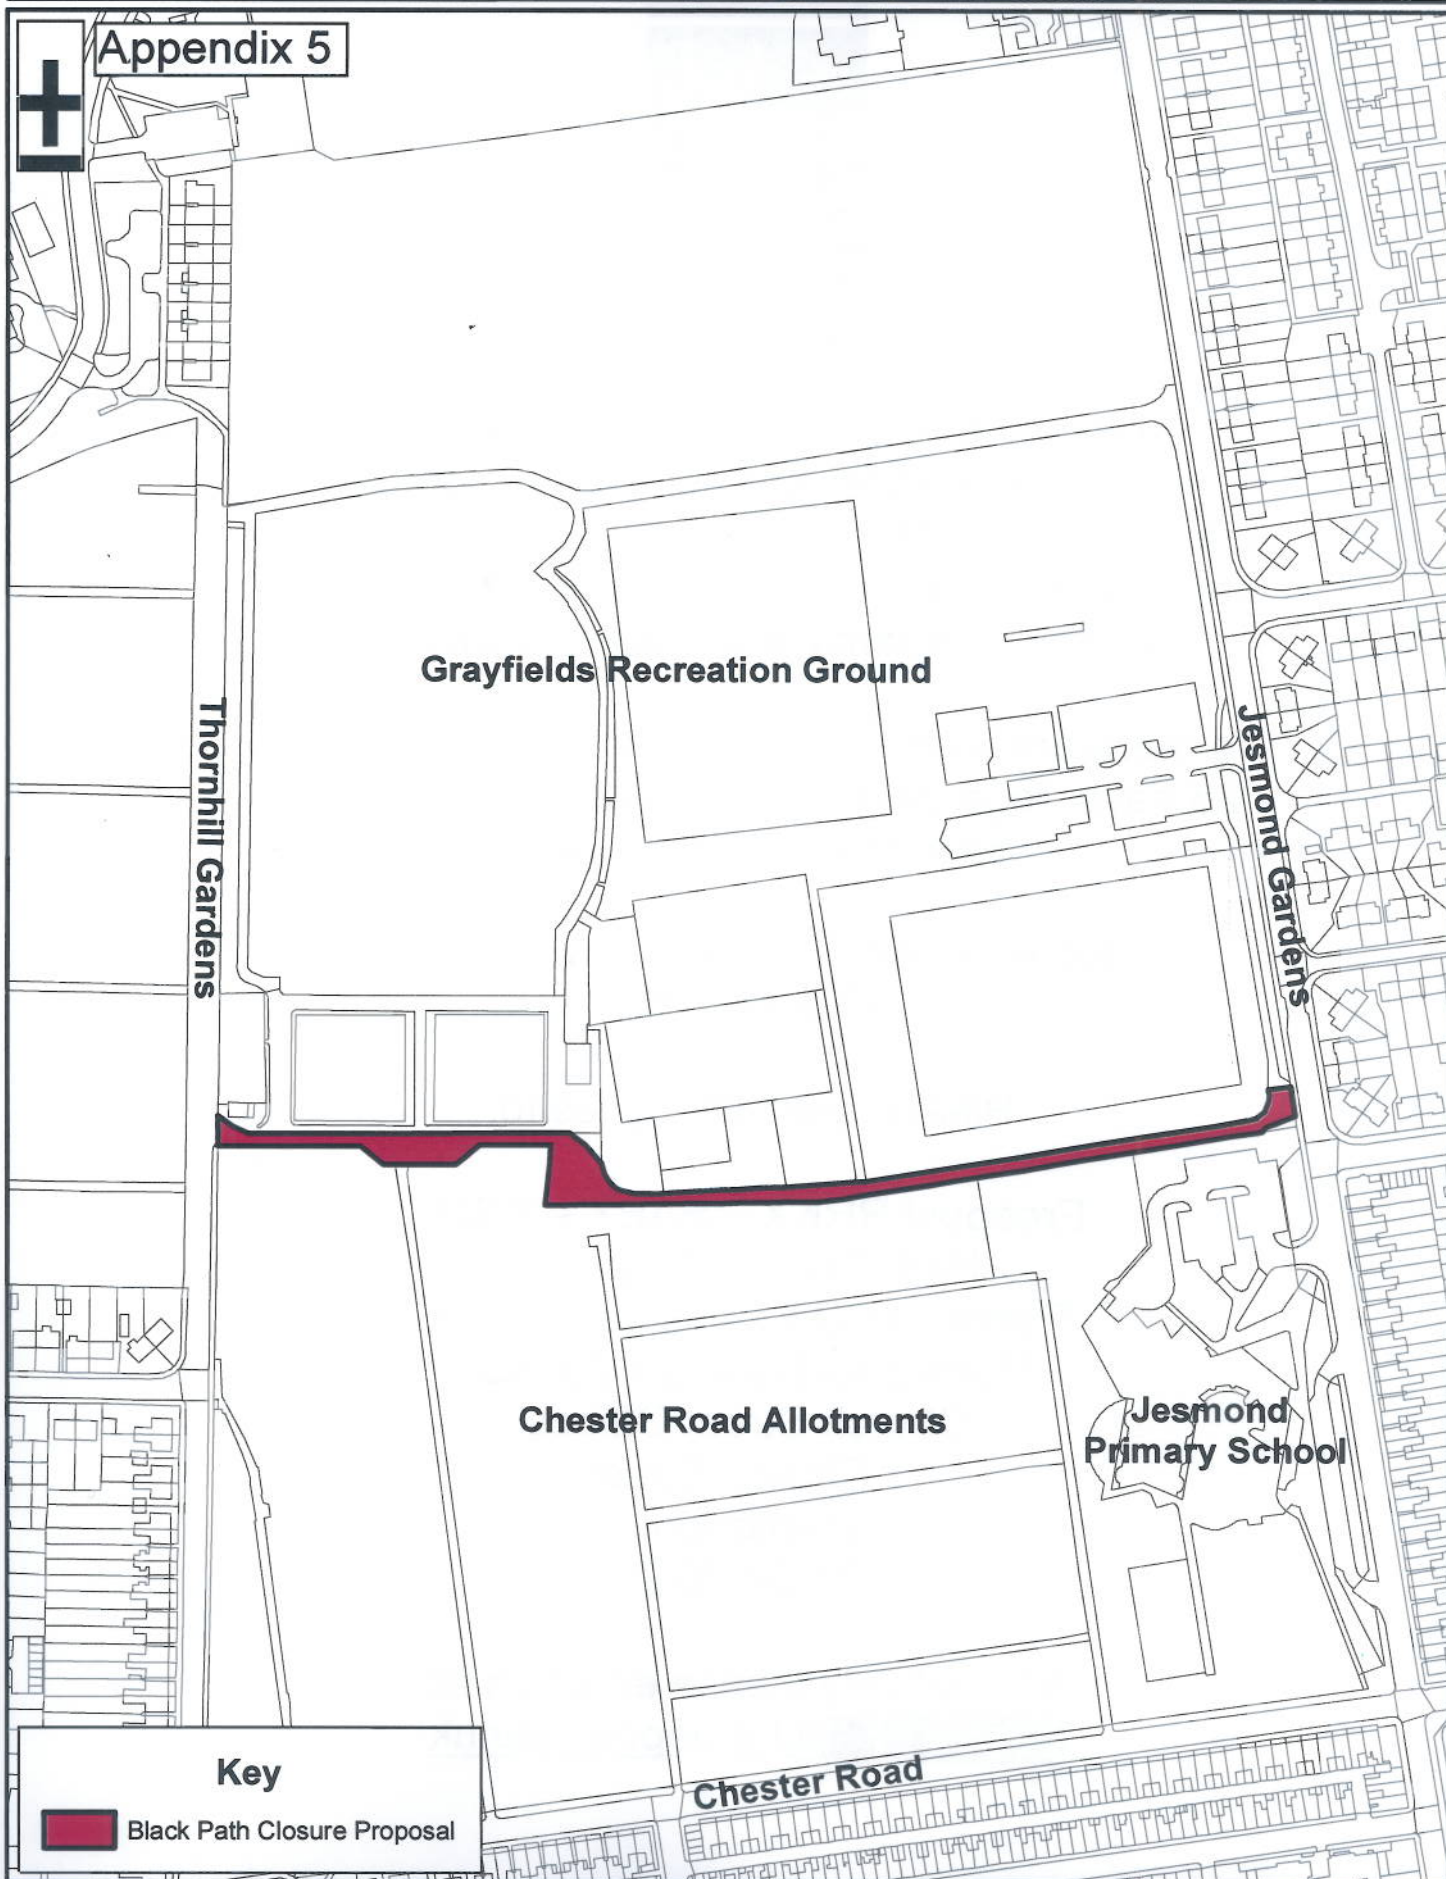 Appendix 5
Grayfields Recreation Ground
Thornhill Gardens
Jesmond Gardens
Chester Road Allotments
Jesmond
Primary School
Chester Road
Key
Black Path Closure Proposal